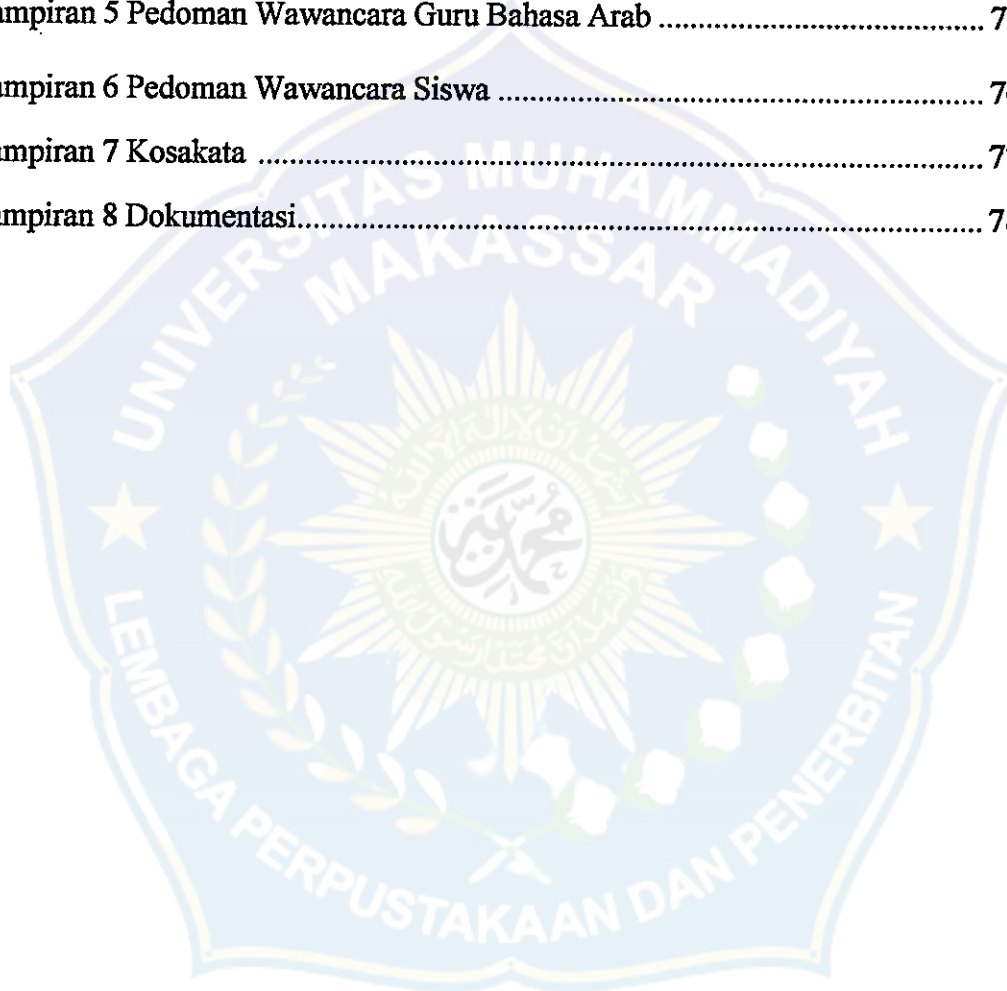 ampiran 5 Pedoman Wawancara Guru Bahasa Arab ........................................ 7
ampiran 6 Pedoman Wawancara Siswa ............................................................ 7
ampiran 7 Kosakata .......................................................................................... 7
ampiran 8 Dokumentasi..................................................................................... 7
UNIVERSITAS MUHAMMADIYAH
MAKASSAR
محمدية
LEMBAGA PERPUSTAKAAN DAN PENERBITAN